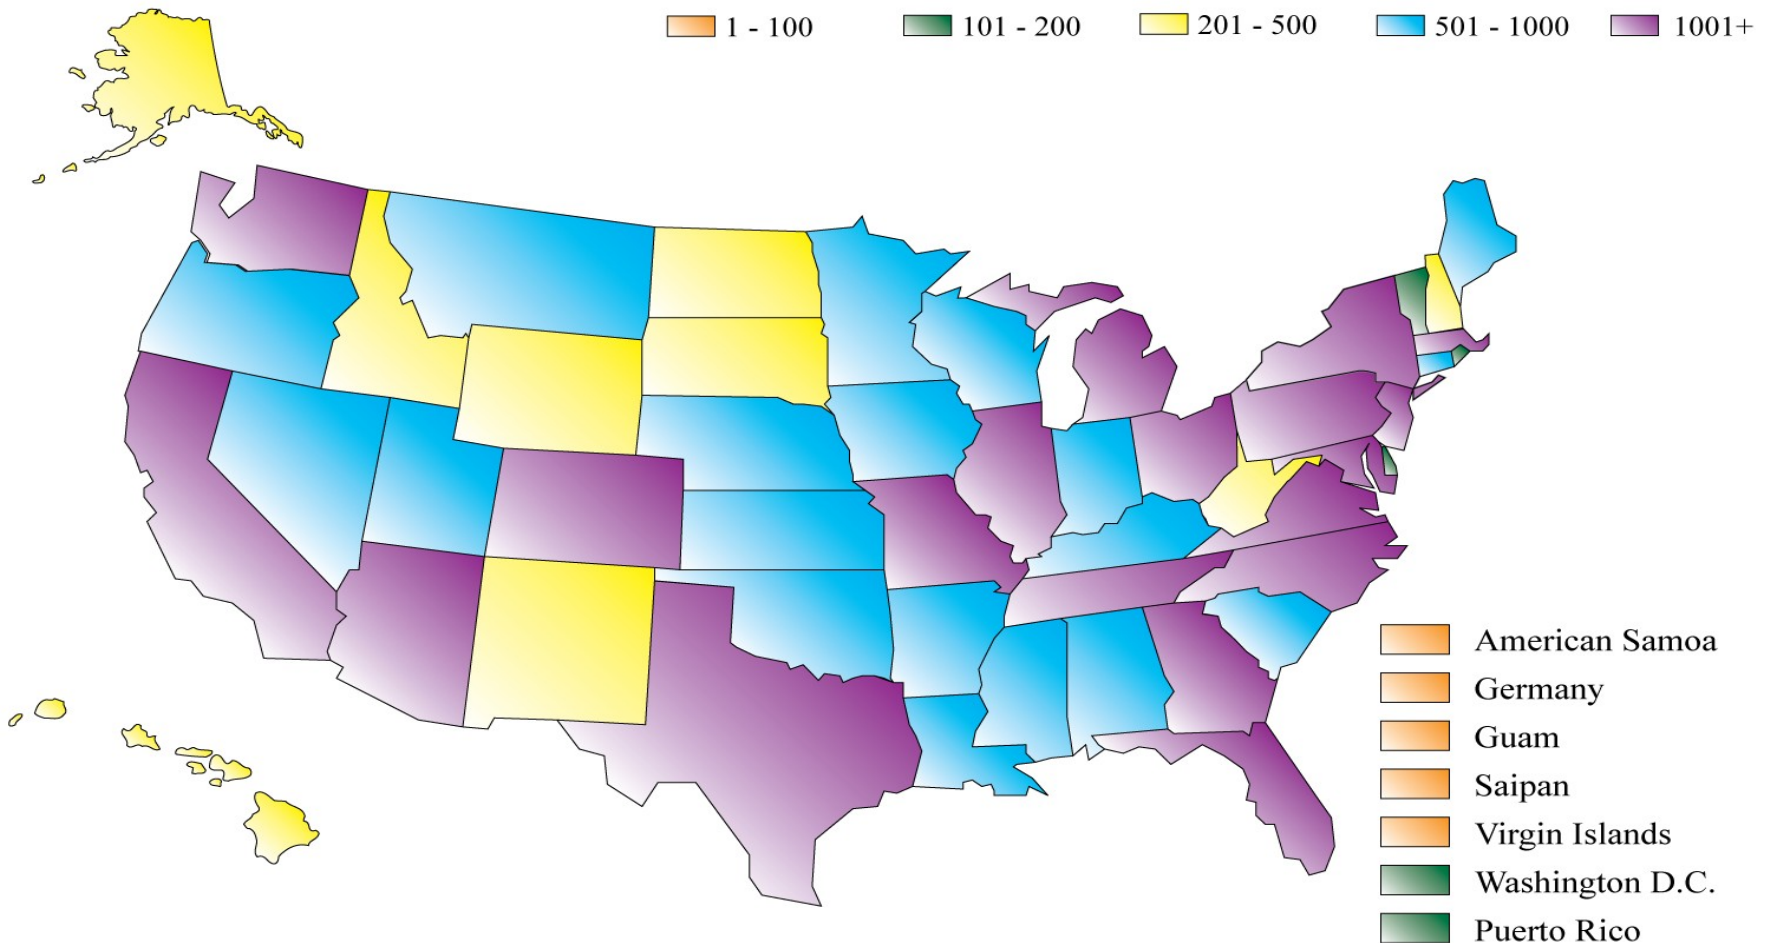 1 - 100 101 - 200 201 - 500 501 - 1000 1001+
American Samoa
Germany
Guam
Saipan
Virgin Islands
Washington D.C.
Puerto Rico